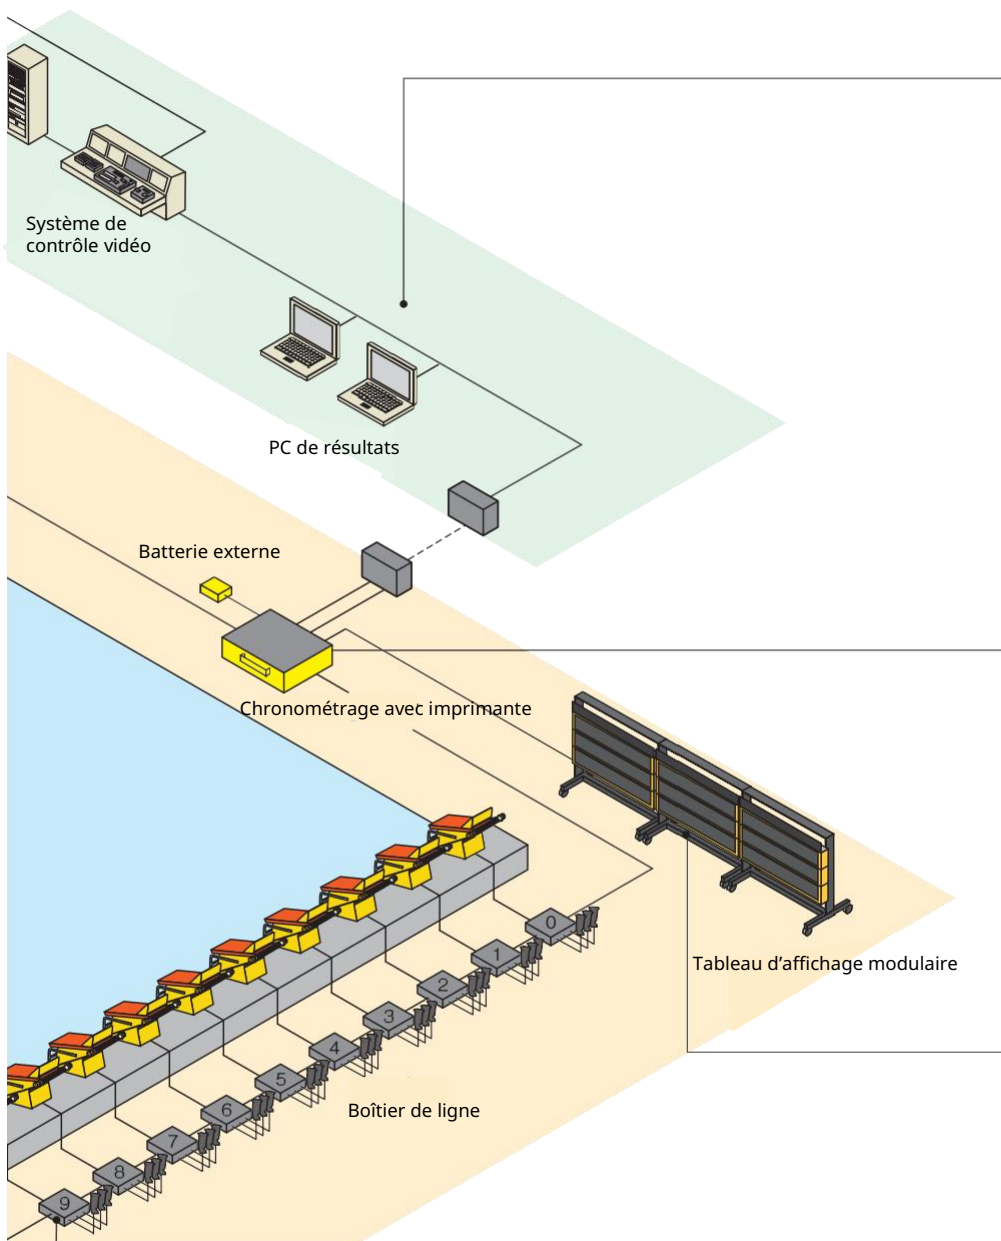 Système de
contrôle vidéo
PC de résultats
Batterie externe
Chronométrage avec imprimante
Tableau d’affichage modulaire
Boîtier de ligne
0
1
2
3
4
5
6
7
8
9